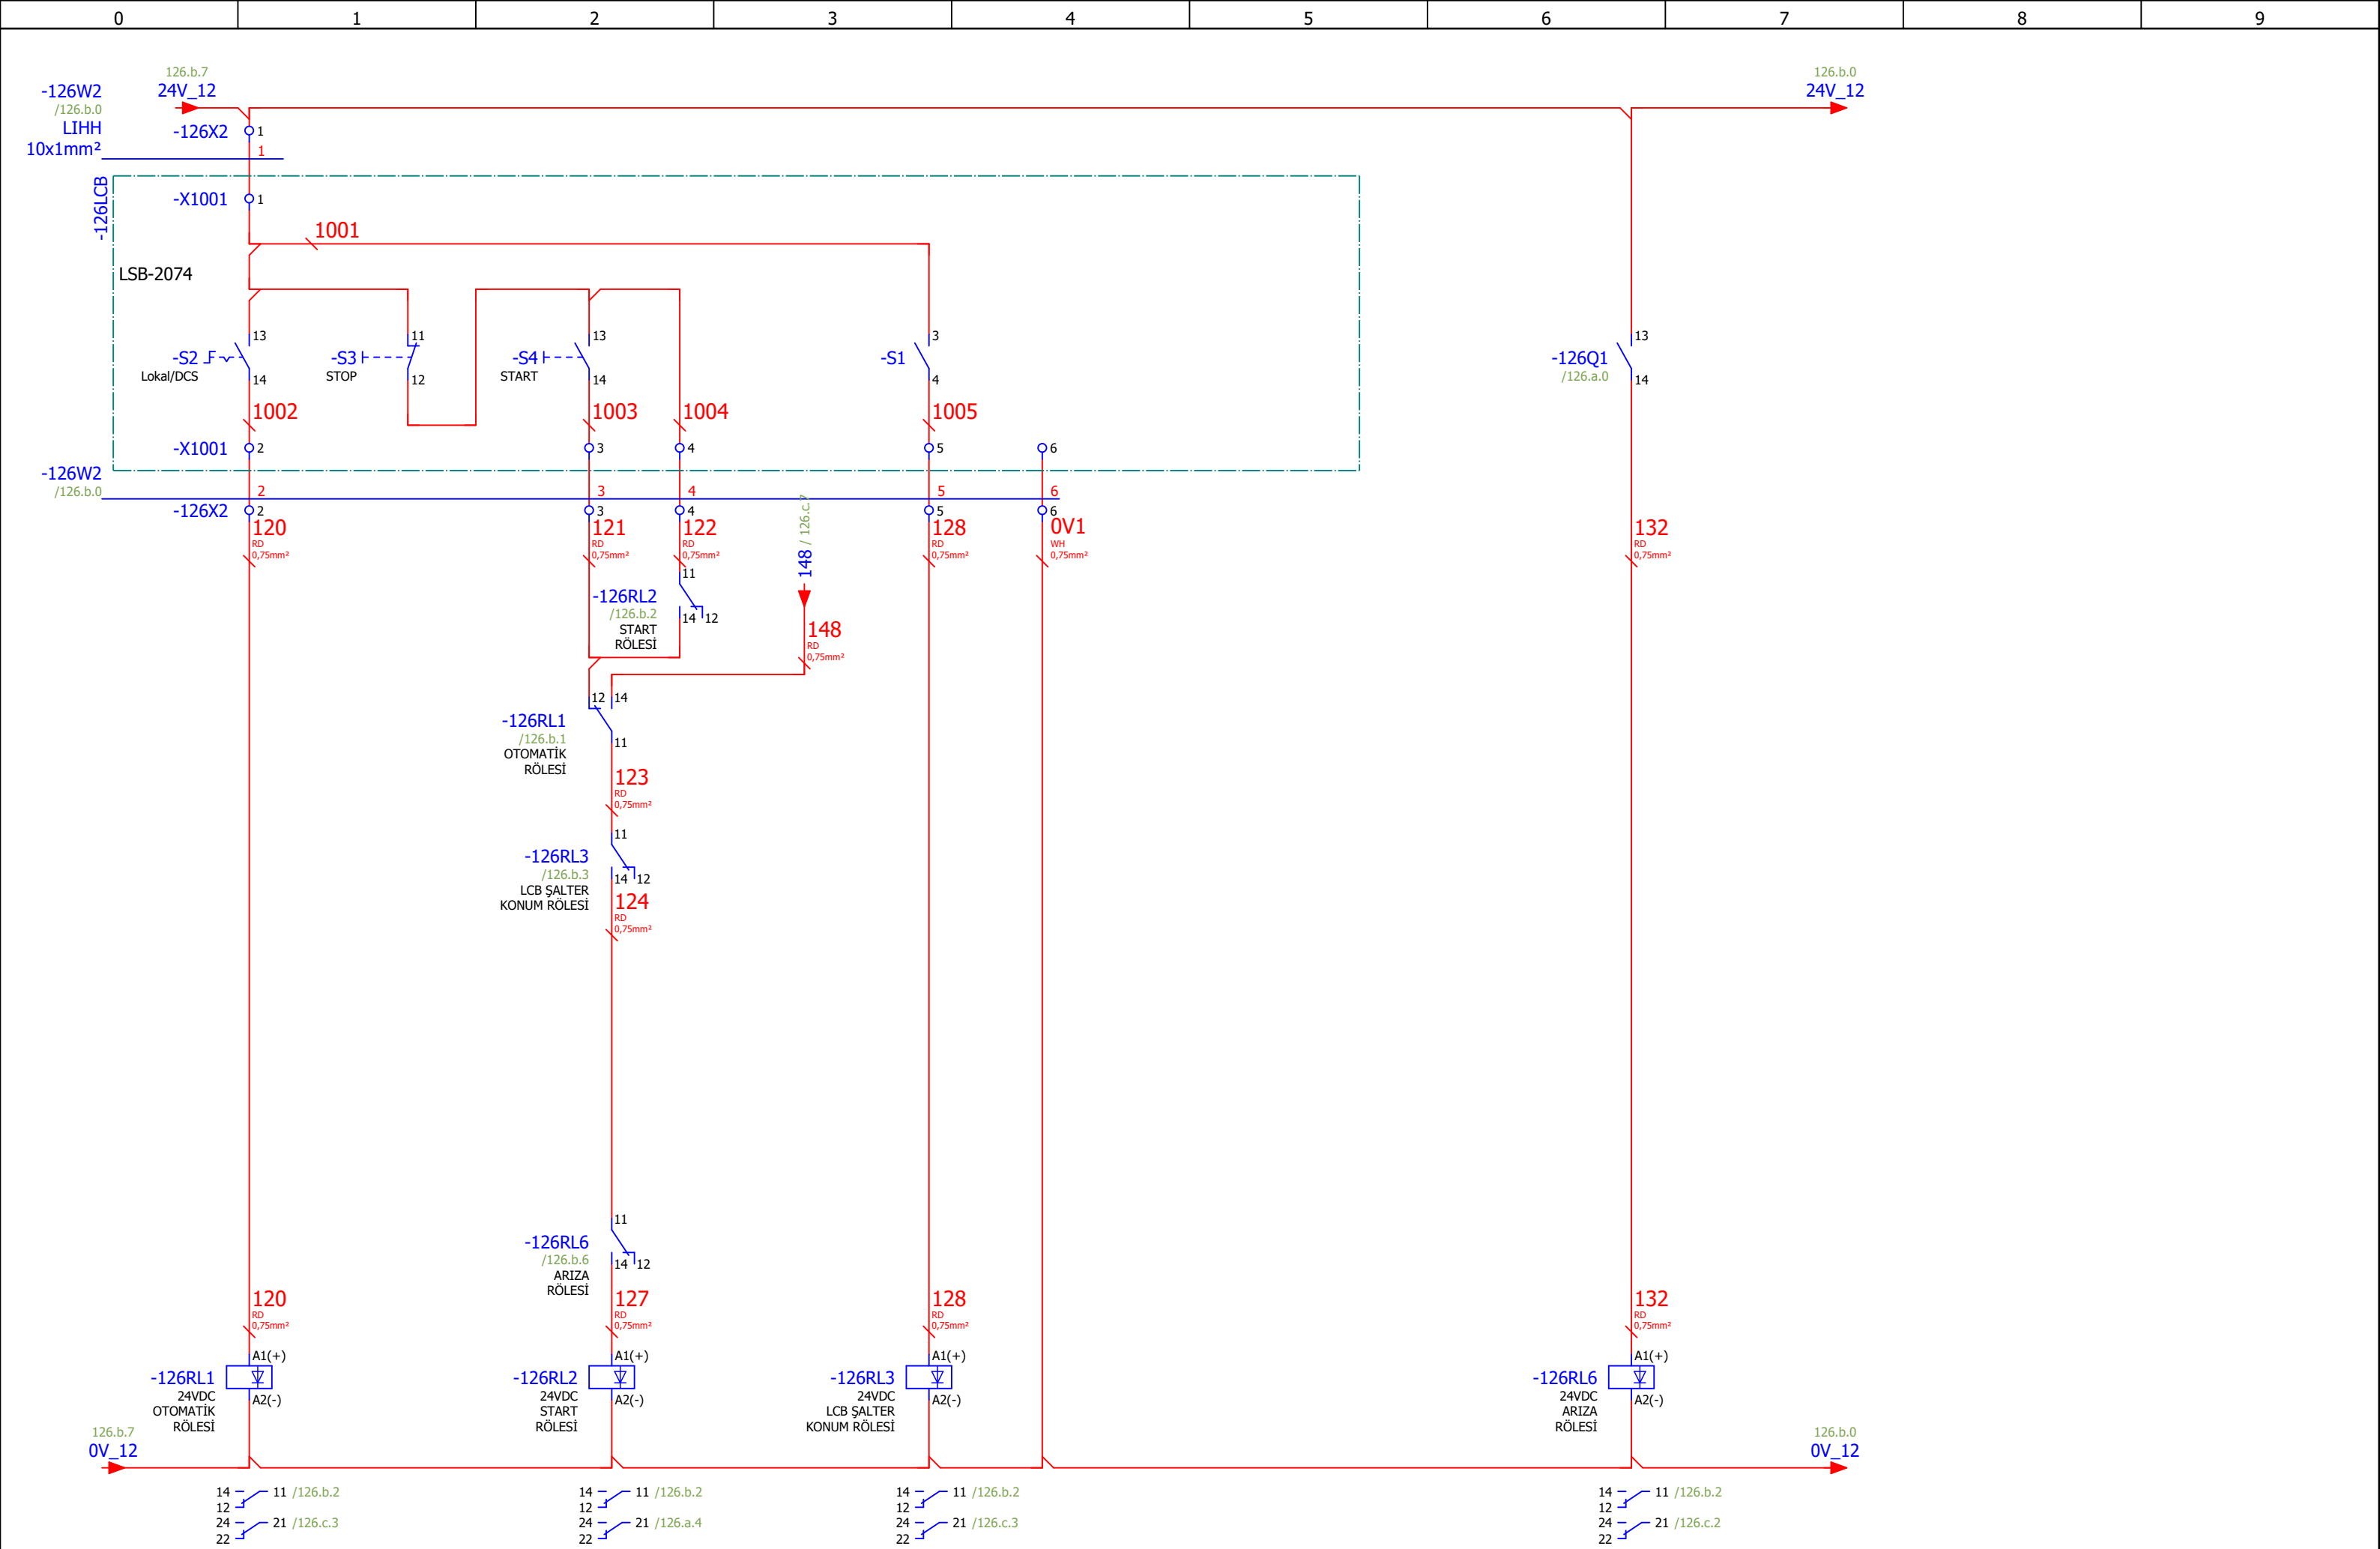 0 1 2 3 4 5 6 7 8 9
126.b.7
24V_12
126.b.0
24V_12
-126W2
/126.b.0
LIHH
10x1mm²
-126X2 1
1
-126LCB
-X1001 1
1001
LSB-2074
13 11 13 3 13
-S2 -S3 -S4 -S1 -126Q1
Lokal/DCS STOP START /126.a.0
14 12 14 4 14
1002 1003 1004 1005
-X1001 2 3 4 5 6
-126W2
/126.b.0
2 3 4 5 6
-126X2 2 3 4 5 6
120 121 122 128 0V1 132
RD RD RD RD WH RD
0,75mm² 0,75mm² 0,75mm² 0,75mm² 0,75mm² 0,75mm²
148 / 126.c.7
11
-126RL2
/126.b.2
14 12
START
RÖLESİ
148
RD
0,75mm²
12 14
-126RL1
/126.b.1
11
OTOMATİK
RÖLESİ
123
RD
0,75mm²
11
-126RL3
/126.b.3
14 12
LCB ŞALTER
KONUM RÖLESİ
124
RD
0,75mm²
11
-126RL6
/126.b.6
14 12
ARIZA
RÖLESİ
120 127 128 132
RD RD RD RD
0,75mm² 0,75mm² 0,75mm² 0,75mm²
A1(+) A1(+) A1(+) A1(+)
-126RL1 -126RL2 -126RL3 -126RL6
24VDC 24VDC 24VDC 24VDC
A2(-) A2(-) A2(-) A2(-)
OTOMATİK START LCB ŞALTER ARIZA
RÖLESİ RÖLESİ KONUM RÖLESİ RÖLESİ
126.b.7
0V_12
126.b.0
0V_12
14 11 /126.b.2 14 11 /126.b.2 14 11 /126.b.2 14 11 /126.b.2
12 12 12 12
24 21 /126.c.3 24 21 /126.a.4 24 21 /126.c.3 24 21 /126.c.2
22 22 22 22